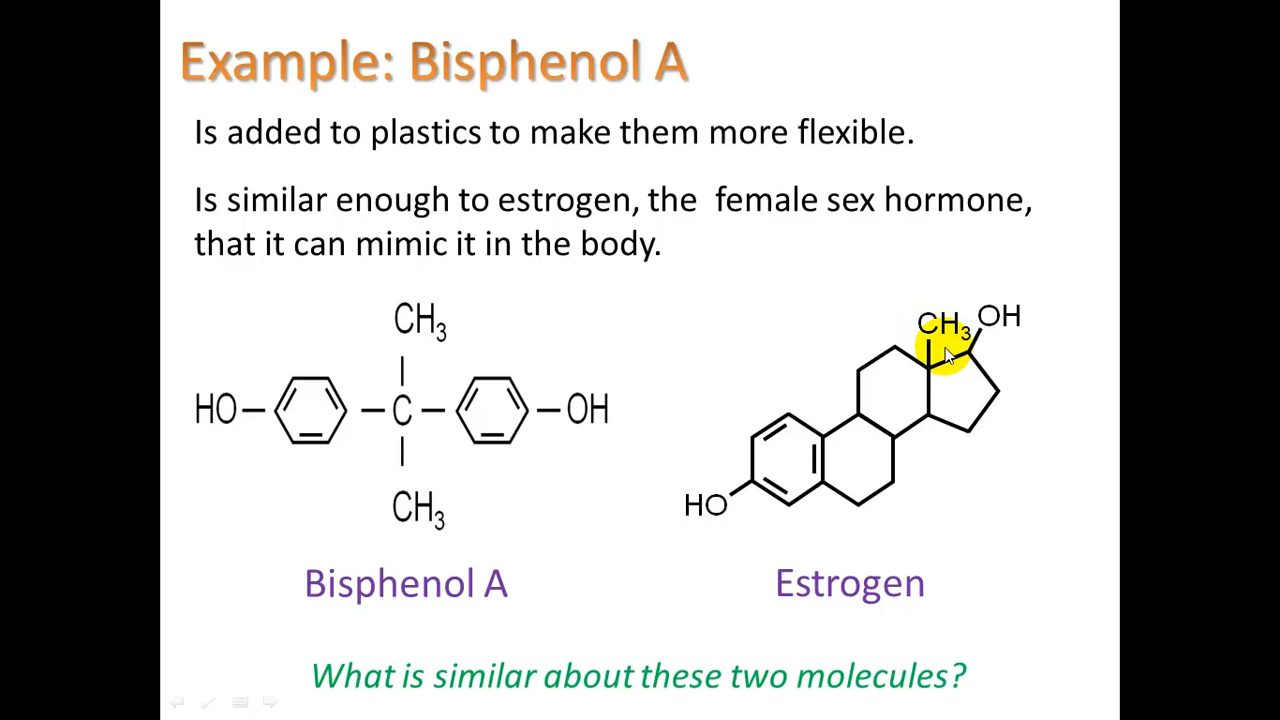 Example: Bisphenol A
Is added to plastics to make them more flexible.
Is similar enough to estrogen, the female sex hormone,
that it can mimic it in the body.
CH3
HO
C
OH
CH3
CH3
OH
HO
Bisphenol A
Estrogen
What is similar about these two molecules?